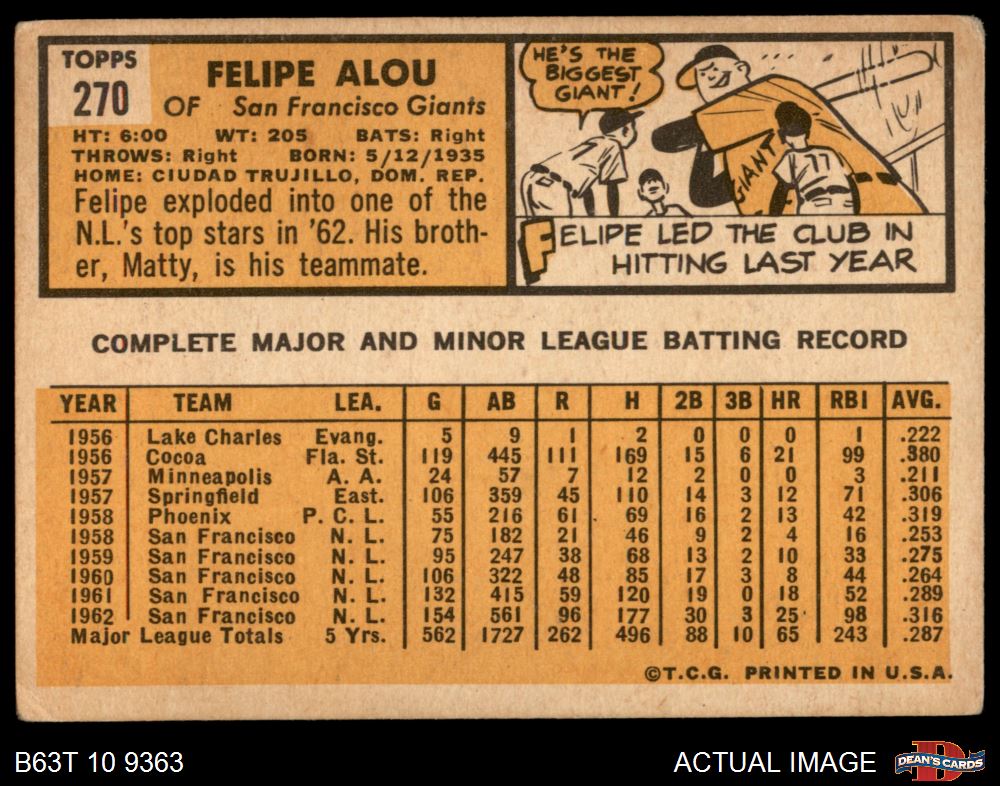 TOPPS
270
FELIPE ALOU
OF San Francisco Giants
HT: 6:00 WT: 205 BATS: Right
THROWS: Right BORN: 5/12/1935
HOME: CIUDAD TRUJILLO, DOM. REP.
Felipe exploded into one of the
N.L.'s top stars in '62. His broth-
er, Matty, is his teammate.
HE'S THE
BIGGEST
GIANT!
GIANT
FELIPE LED THE CLUB IN
HITTING LAST YEAR
COMPLETE MAJOR AND MINOR LEAGUE BATTING RECORD
YEAR TEAM LEA. G AB R H 2B 3B HR RBI AVG.
1956 Lake Charles Evang. 5 9 1 2 0 0 0 1 .222
1956 Cocoa Fla. St. 119 445 111 169 15 6 21 99 .380
1957 Minneapolis A. A. 24 57 7 12 2 0 0 3 .211
1957 Springfield East. 106 359 45 110 14 3 12 71 .306
1958 Phoenix P. C. L. 55 216 61 69 16 2 13 42 .319
1958 San Francisco N. L. 75 182 21 46 9 2 4 16 .253
1959 San Francisco N. L. 95 247 38 68 13 2 10 33 .275
1960 San Francisco N. L. 106 322 48 85 17 3 8 44 .264
1961 San Francisco N. L. 132 415 59 120 19 0 18 52 .289
1962 San Francisco N. L. 154 561 96 177 30 3 25 98 .316
Major League Totals 5 Yrs. 562 1727 262 496 88 10 65 243 .287
©T.C.G. PRINTED IN U.S.A.
B63T 10 9363
ACTUAL IMAGE
D
DEAN'S CARDS